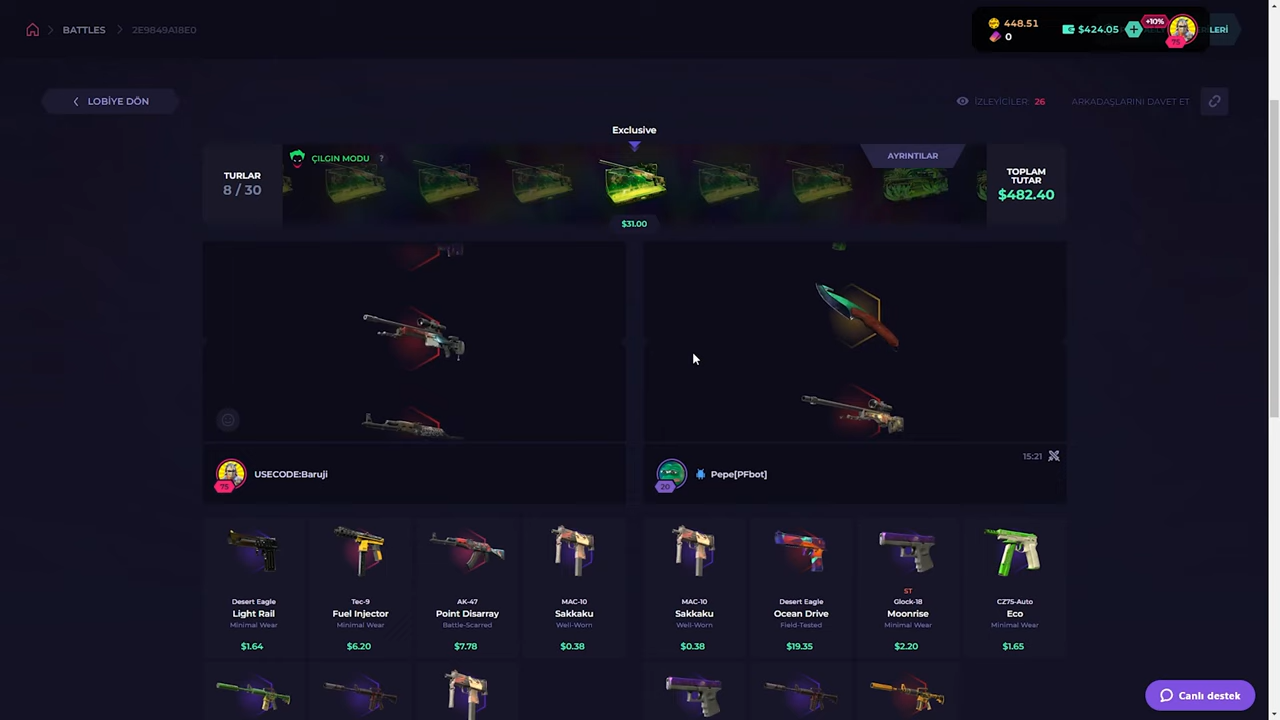 BATTLES
2E9849A18E0
448.51
0
$424.05
+10%
75
LERİ
LOBİYE DÖN
İZLEYİCİLER: 26
ARKADAŞLARINI DAVET ET
Exclusive
TURLAR
8 / 30
ÇILGIN MODU ?
AYRINTILAR
TOPLAM
TUTAR
$482.40
$31.00
75
USECODE:Baruji
20
Pepe[PFbot]
15:21
Desert Eagle
Light Rail
Minimal Wear
$1.64
Tec-9
Fuel Injector
Minimal Wear
$6.20
AK-47
Point Disarray
Battle-Scarred
$7.78
MAC-10
Sakkaku
Well-Worn
$0.38
MAC-10
Sakkaku
Well-Worn
$0.38
Desert Eagle
Ocean Drive
Field-Tested
$19.35
ST
Glock-18
Moonrise
Minimal Wear
$2.20
CZ75-Auto
Eco
Minimal Wear
$1.65
Canlı destek